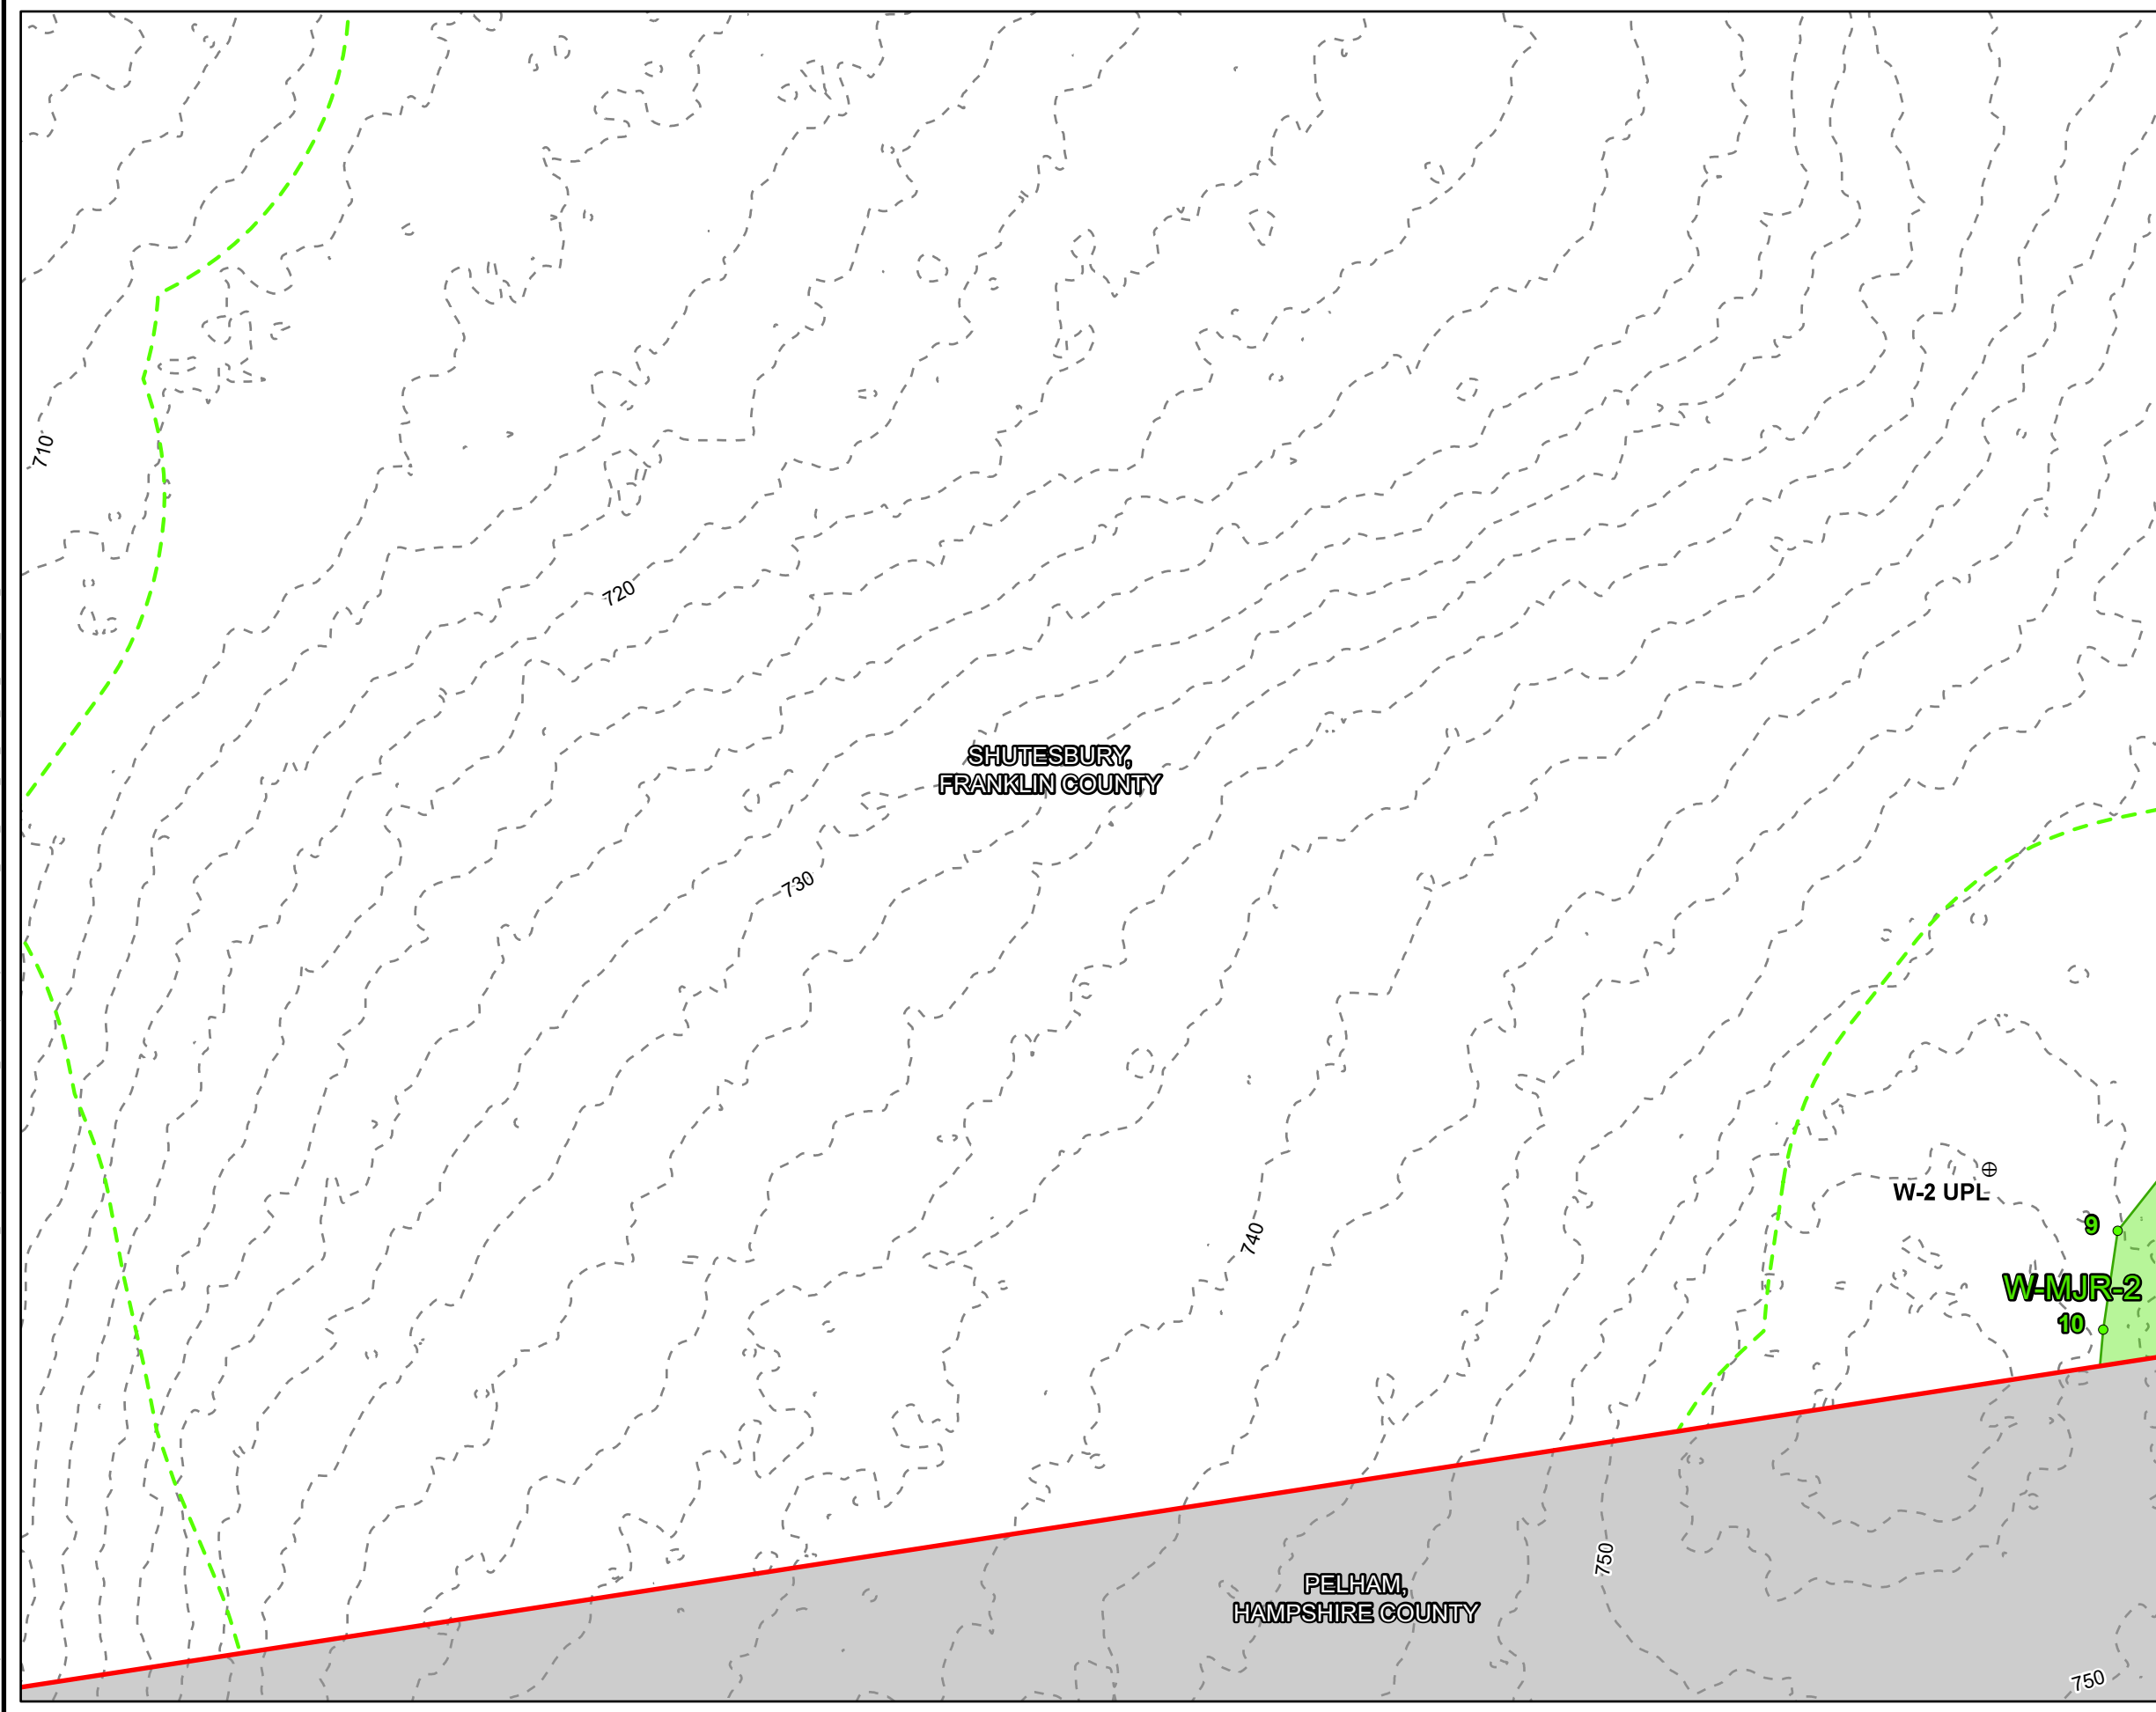 710
720
SHUTESBURY,
FRANKLIN COUNTY
730
W-2 UPL
9
740
W-MJR-2
10
750
PELHAM,
HAMPSHIRE COUNTY
750